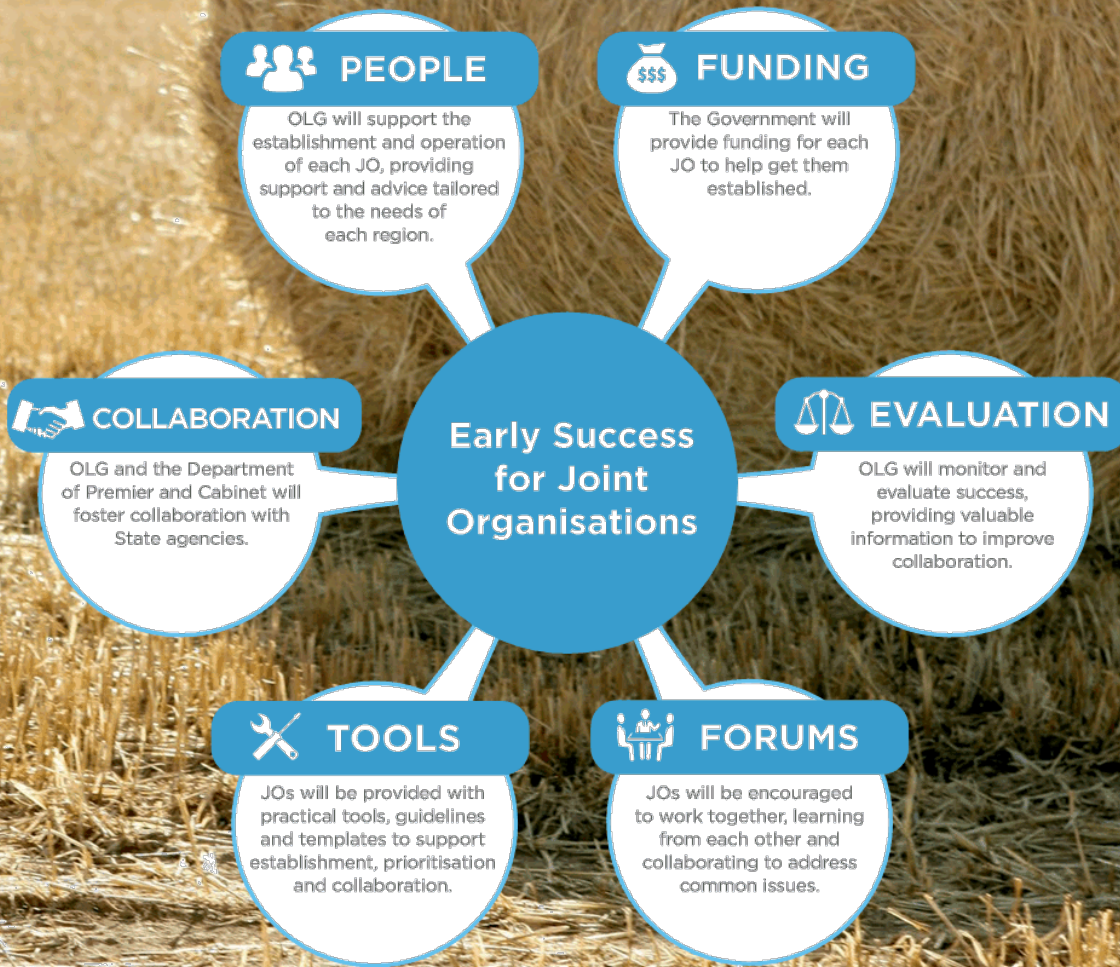 PEOPLE
OLG will support the
establishment and operation
of each JO, providing
support and advice tailored
to the needs of
each region.
$$$
FUNDING
The Government will
provide funding for each
JO to help get them
established.
COLLABORATION
OLG and the Department
of Premier and Cabinet will
foster collaboration with
State agencies.
Early Success
for Joint
Organisations
EVALUATION
OLG will monitor and
evaluate success,
providing valuable
information to improve
collaboration.
TOOLS
JOs will be provided with
practical tools, guidelines
and templates to support
establishment, prioritisation
and collaboration.
FORUMS
JOs will be encouraged
to work together, learning
from each other and
collaborating to address
common issues.